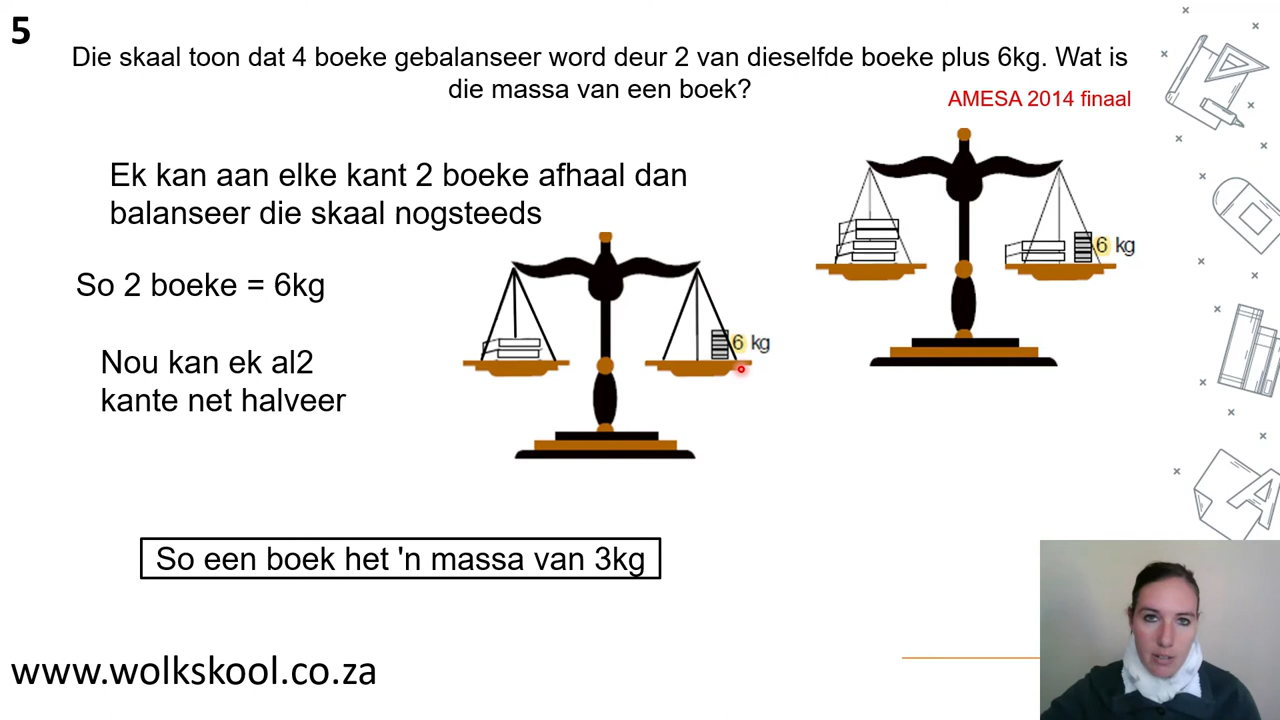 5
Die skaal toon dat 4 boeke gebalanseer word deur 2 van dieselfde boeke plus 6kg. Wat is
die massa van een boek?
AMESA 2014 finaal
Ek kan aan elke kant 2 boeke afhaal dan
balanseer die skaal nogsteeds
6 kg
So 2 boeke = 6kg
6 kg
Nou kan ek al2
kante net halveer
So een boek het 'n massa van 3kg
www.wolkskool.co.za